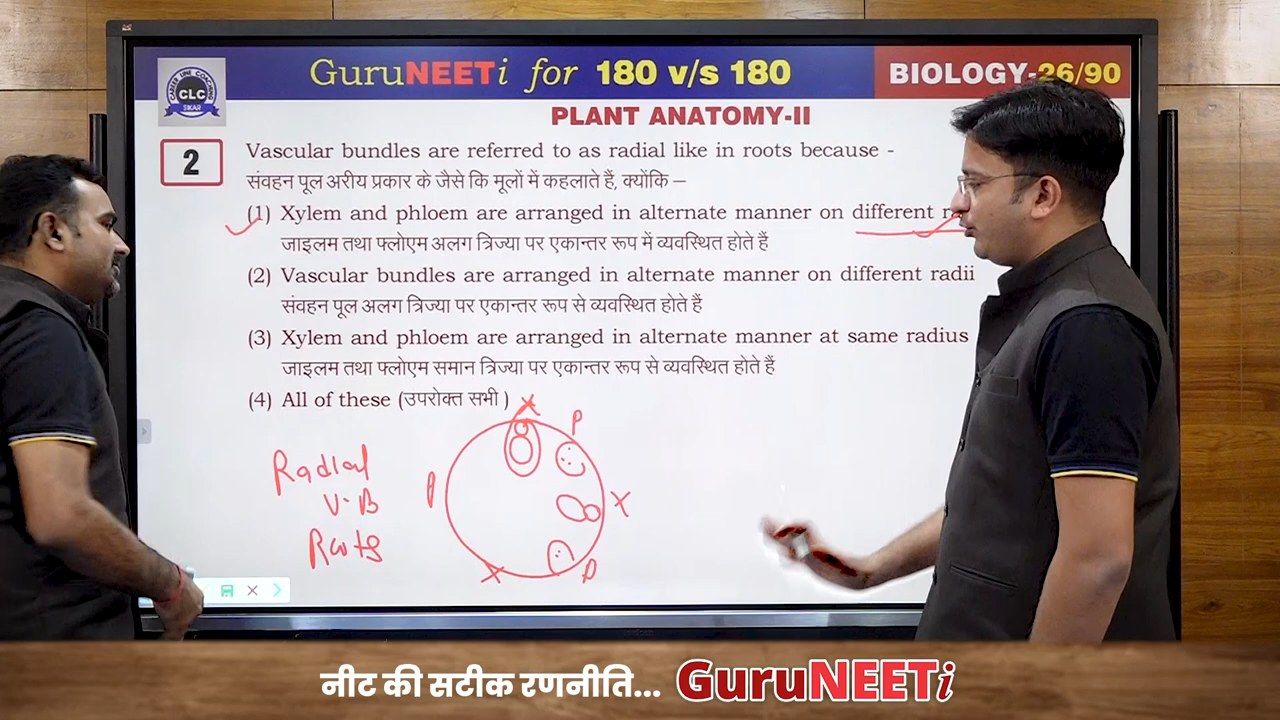 GuruNEETi for 180 v/s 180
BIOLOGY-26/90
CAREER LINE COACHING
CLC
SIKAR
PLANT ANATOMY-II
2
Vascular bundles are referred to as radial like in roots because -
संवहन पूल अरीय प्रकार के जैसे कि मूलों में कहलाते हैं, क्योंकि –
(1) Xylem and phloem are arranged in alternate manner on different
जाइलम तथा फ्लोएम अलग त्रिज्या पर एकान्तर रूप में व्यवस्थित होते हैं
(2) Vascular bundles are arranged in alternate manner on different radii
संवहन पूल अलग त्रिज्या पर एकान्तर रूप से व्यवस्थित होते हैं
(3) Xylem and phloem are arranged in alternate manner at same radius
जाइलम तथा फ्लोएम समान त्रिज्या पर एकान्तर रूप से व्यवस्थित होते हैं
(4) All of these (उपरोक्त सभी )
X
P
Radial
V·B
X
Roots
X
P
नीट की सटीक रणनीति... GuruNEETi